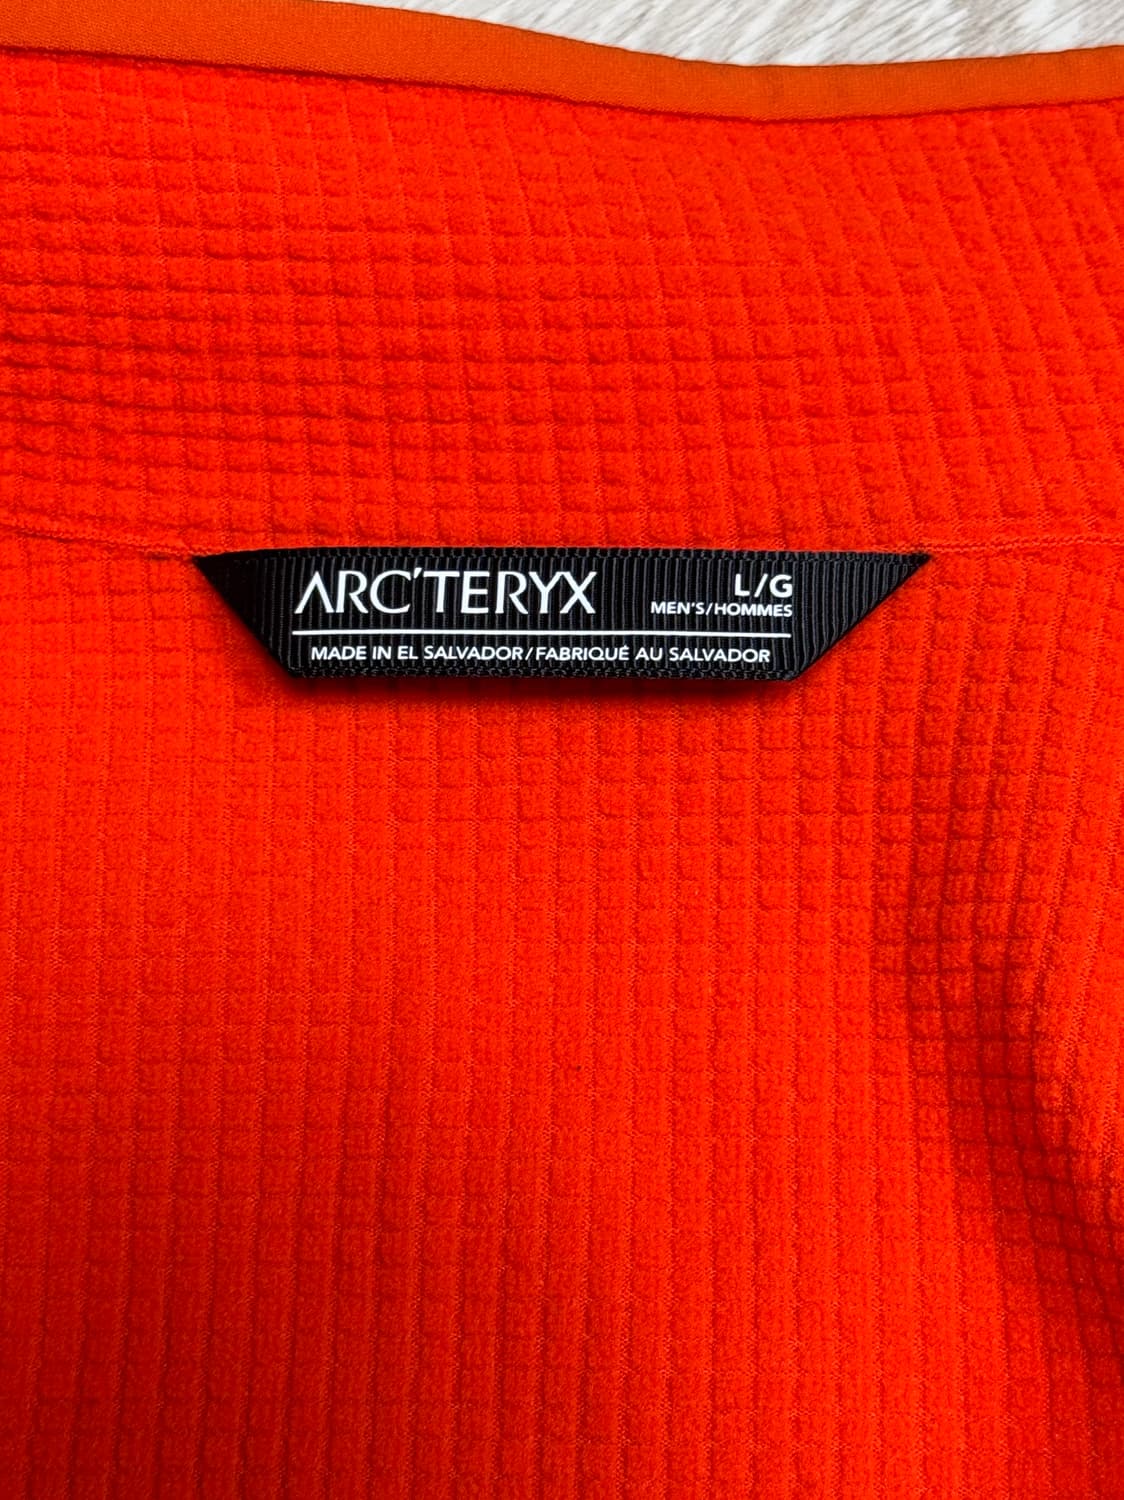 ARC'TERYX L/G
MEN'S/HOMMES
MADE IN EL SALVADOR/FABRIQUÉ AU SALVADOR